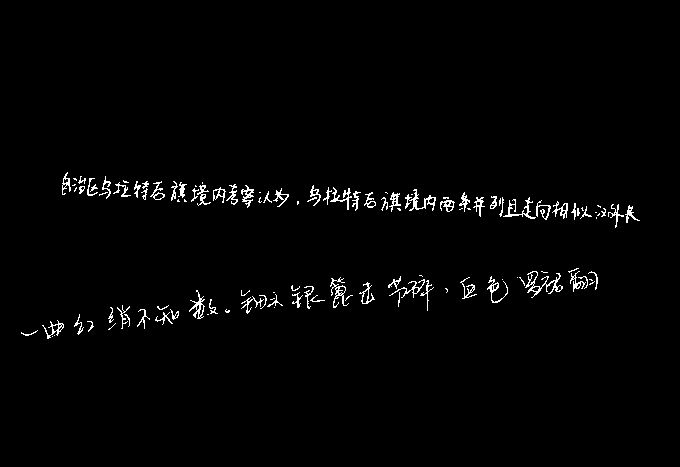 自治区乌拉特后旗境内考察认为，乌拉特后旗境内两条并列且走向相似汉外长
一曲红绡不知数。钿头银篦击节碎，血色罗裙翻